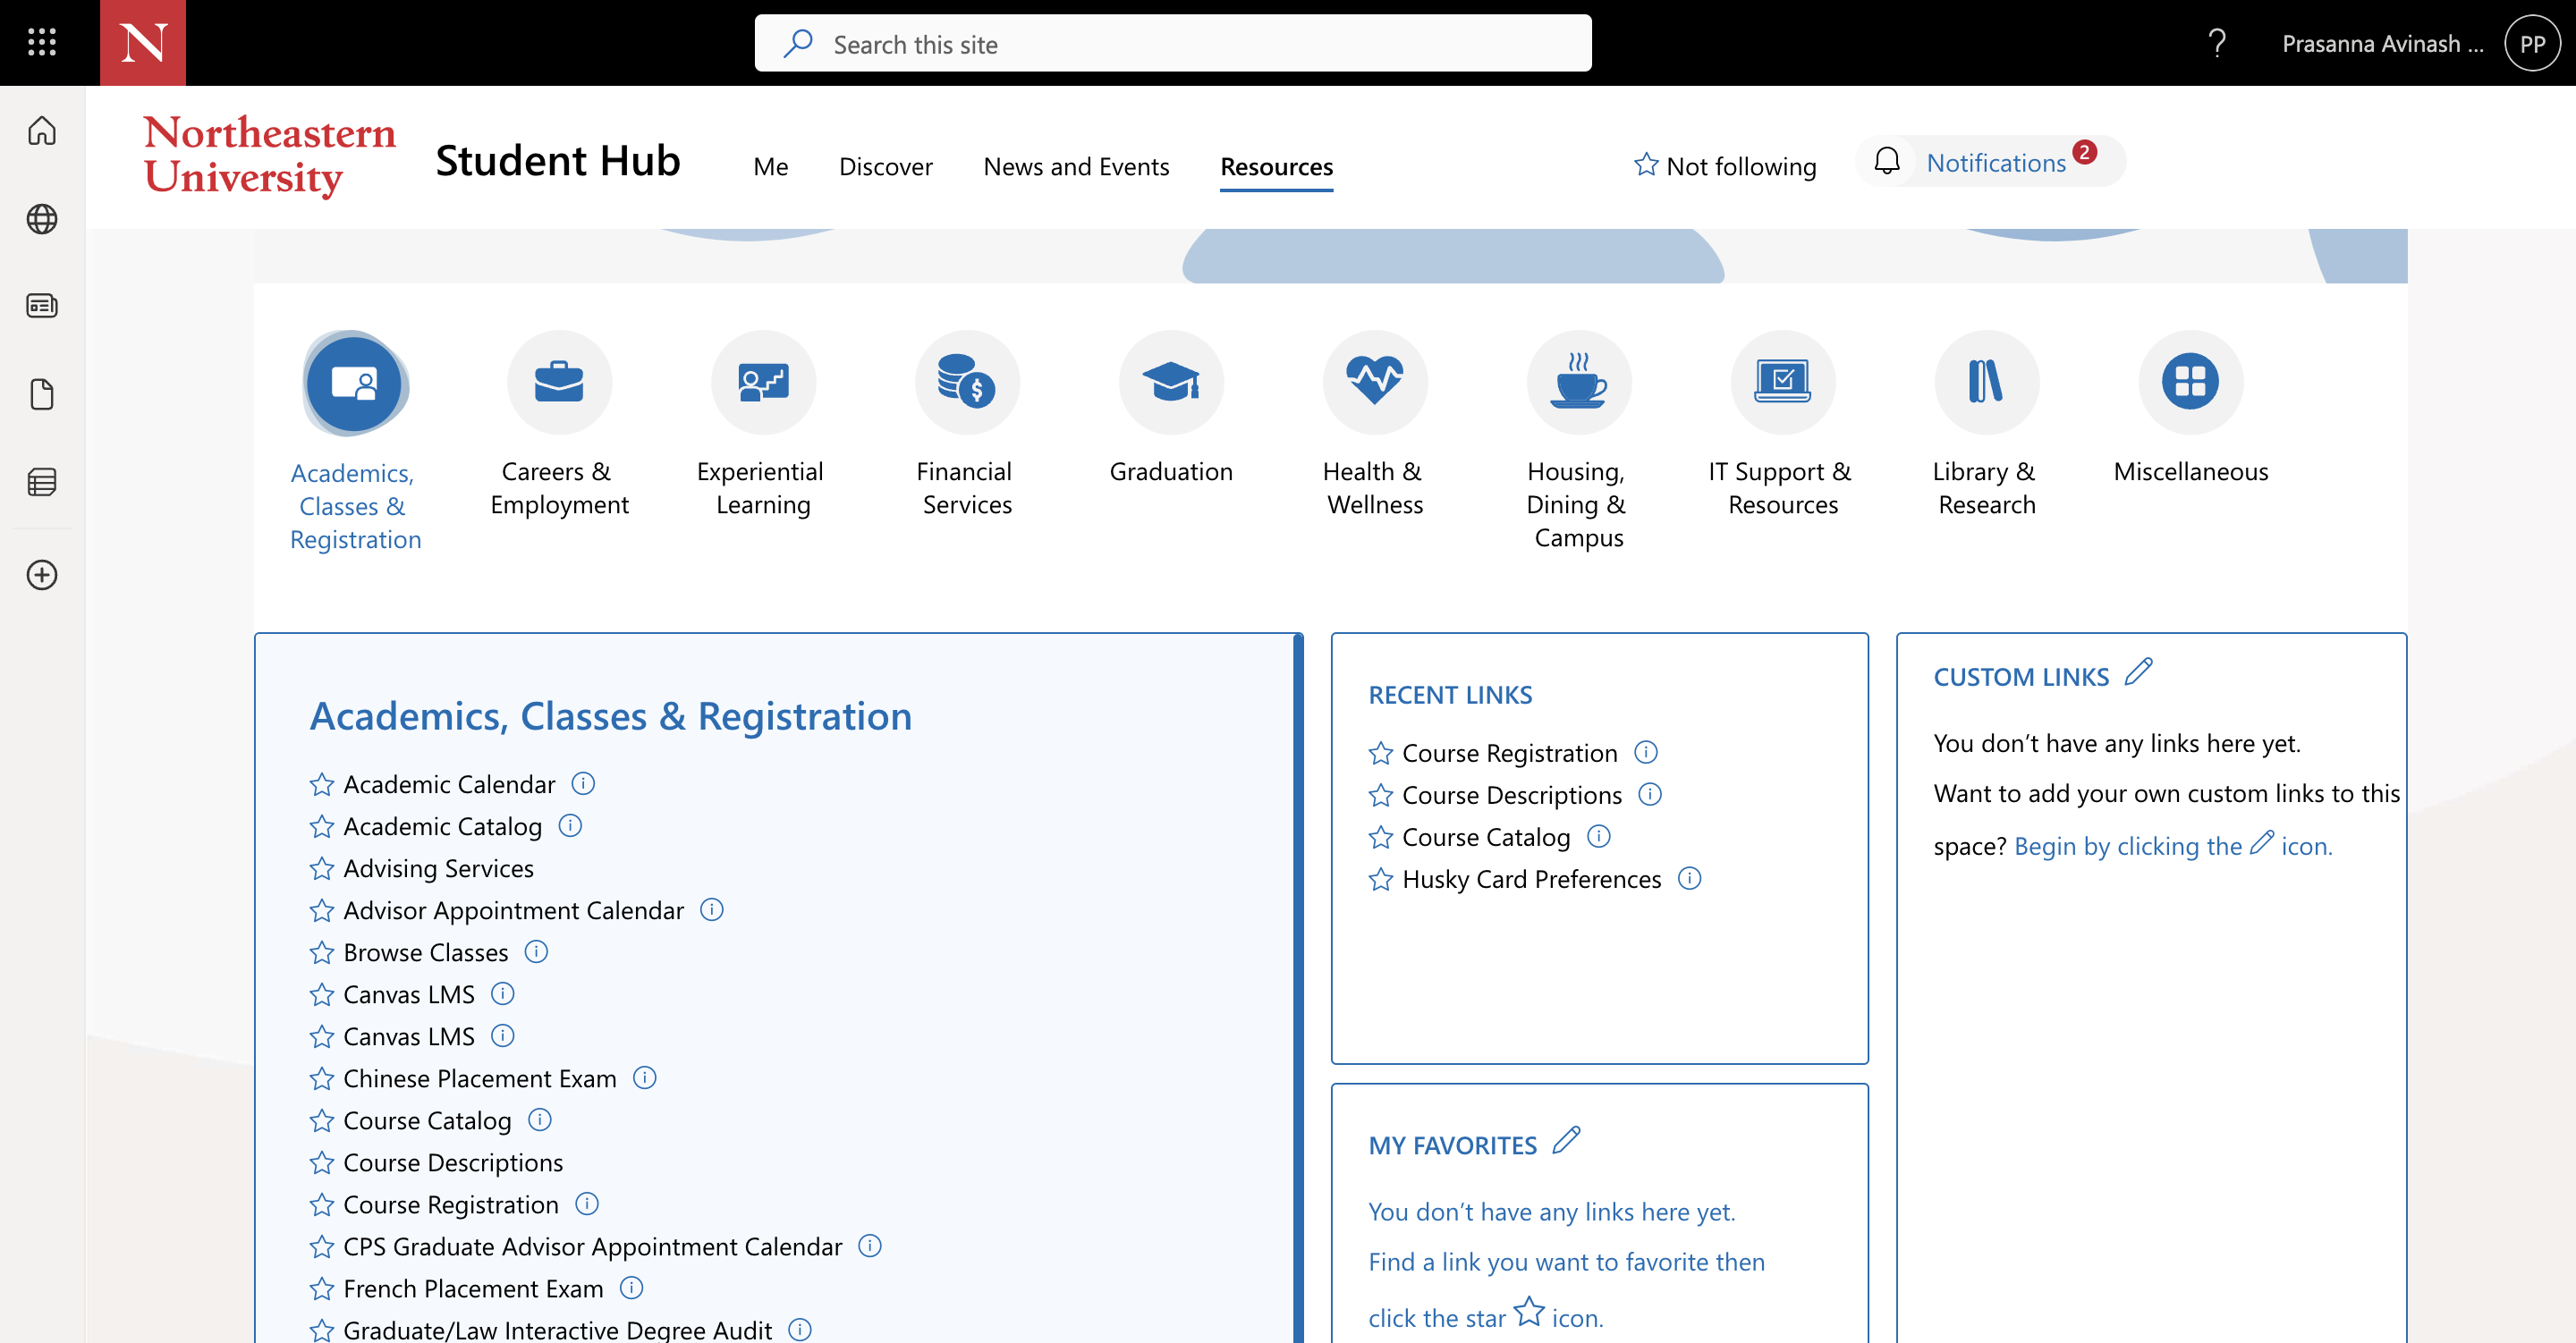 N
Search this site
?
Prasanna Avinash ...
PP
Northeastern
University
Student Hub
Me
Discover
News and Events
Resources
Not following
Notifications
2
Academics,
Classes &
Registration
Careers &
Employment
Experiential
Learning
Financial
Services
Graduation
Health &
Wellness
Housing,
Dining &
Campus
IT Support &
Resources
Library &
Research
Miscellaneous
Academics, Classes & Registration
Academic Calendar
Academic Catalog
Advising Services
Advisor Appointment Calendar
Browse Classes
Canvas LMS
Canvas LMS
Chinese Placement Exam
Course Catalog
Course Descriptions
Course Registration
CPS Graduate Advisor Appointment Calendar
French Placement Exam
Graduate/Law Interactive Degree Audit
RECENT LINKS
Course Registration
Course Descriptions
Course Catalog
Husky Card Preferences
MY FAVORITES
You don’t have any links here yet.
Find a link you want to favorite then
click the star icon.
CUSTOM LINKS
You don’t have any links here yet.
Want to add your own custom links to this
space? Begin by clicking the icon.